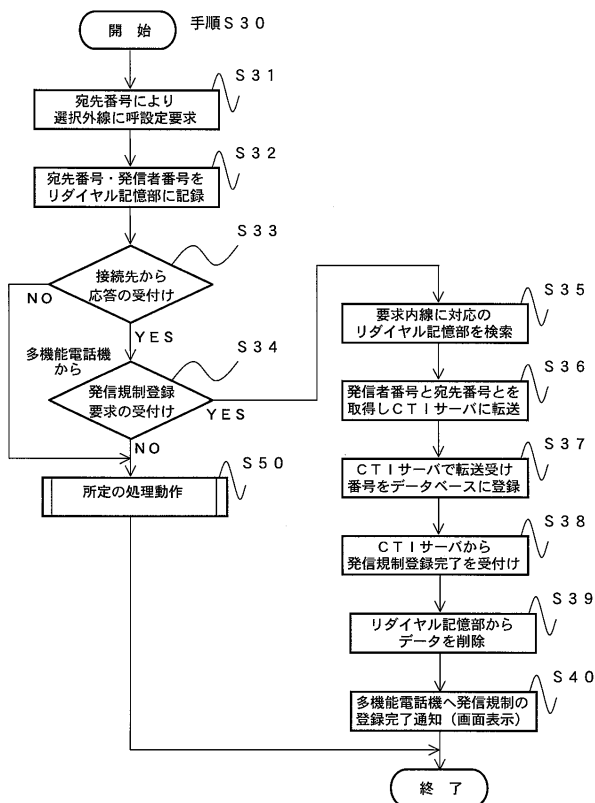 開　始
手順Ｓ３０
Ｓ３１
宛先番号により
選択外線に呼設定要求
Ｓ３２
宛先番号・発信者番号を
リダイヤル記憶部に記録
Ｓ３３
接続先から
応答の受付け
ＮＯ
ＹＥＳ
多機能電話機
から
Ｓ３４
発信規制登録
要求の受付け
ＹＥＳ
ＮＯ
Ｓ５０
所定の処理動作
Ｓ３５
要求内線に対応の
リダイヤル記憶部を検索
Ｓ３６
発信者番号と宛先番号とを
取得しＣＴＩサーバに転送
Ｓ３７
ＣＴＩサーバで転送受け
番号をデータベースに登録
Ｓ３８
ＣＴＩサーバから
発信規制登録完了を受付け
Ｓ３９
リダイヤル記憶部から
データを削除
Ｓ４０
多機能電話機へ発信規制の
登録完了通知（画面表示）
終　了